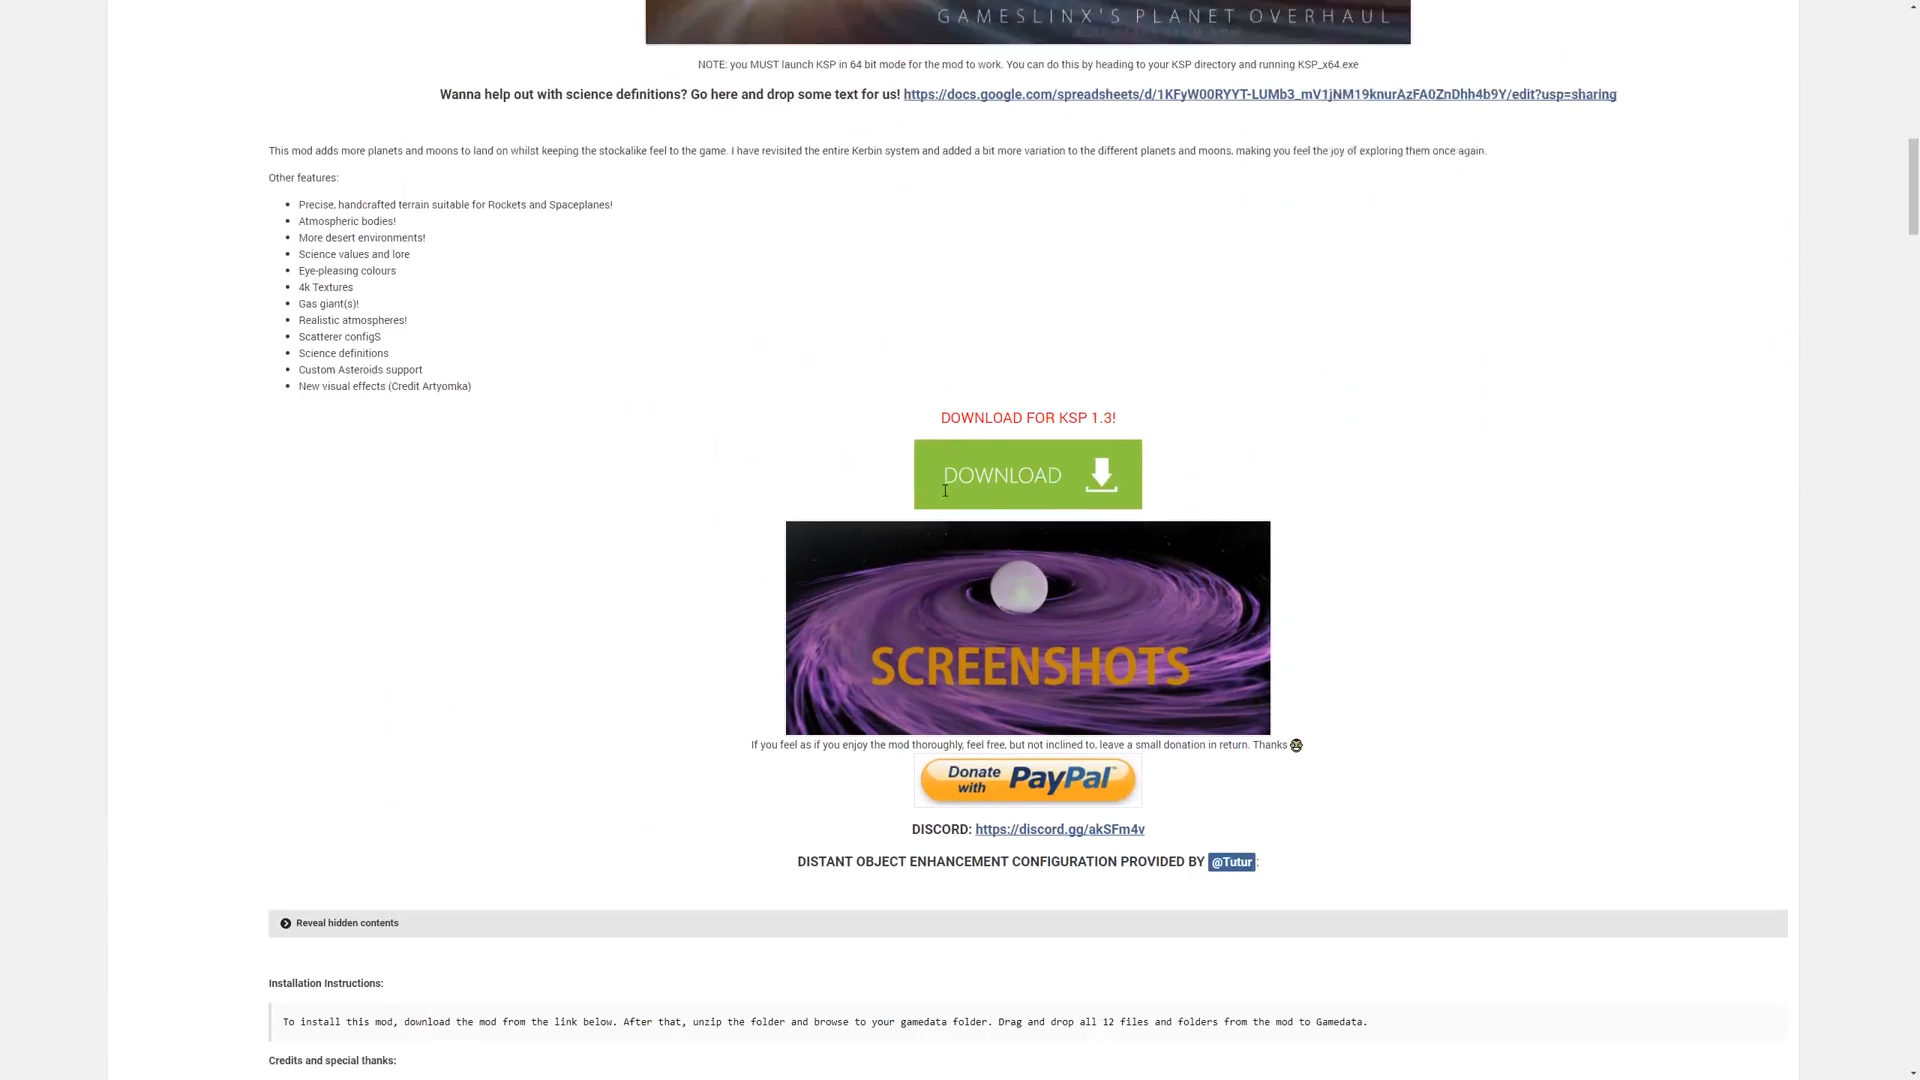 GAMESLINX'S PLANET OVERHAUL
NOTE: you MUST launch KSP in 64 bit mode for the mod to work. You can do this by heading to your KSP directory and running KSP_x64.exe
Wanna help out with science definitions? Go here and drop some text for us! https://docs.google.com/spreadsheets/d/1KFyW00RYYT-LUMb3_mV1jNM19knurAzFA0ZnDhh4b9Y/edit?usp=sharing
This mod adds more planets and moons to land on whilst keeping the stockalike feel to the game. I have revisited the entire Kerbin system and added a bit more variation to the different planets and moons, making you feel the joy of exploring them once again.
Other features:
Precise, handcrafted terrain suitable for Rockets and Spaceplanes!
Atmospheric bodies!
More desert environments!
Science values and lore
Eye-pleasing colours
4k Textures
Gas giant(s)!
Realistic atmospheres!
Scatterer configS
Science definitions
Custom Asteroids support
New visual effects (Credit Artyomka)
DOWNLOAD FOR KSP 1.3!
DOWNLOAD
SCREENSHOTS
If you feel as if you enjoy the mod thoroughly, feel free, but not inclined to, leave a small donation in return. Thanks
Donate with PayPal
DISCORD: https://discord.gg/akSFm4v
DISTANT OBJECT ENHANCEMENT CONFIGURATION PROVIDED BY @Tutur:
Reveal hidden contents
Installation Instructions:
To install this mod, download the mod from the link below. After that, unzip the folder and browse to your gamedata folder. Drag and drop all 12 files and folders from the mod to Gamedata.
Credits and special thanks: